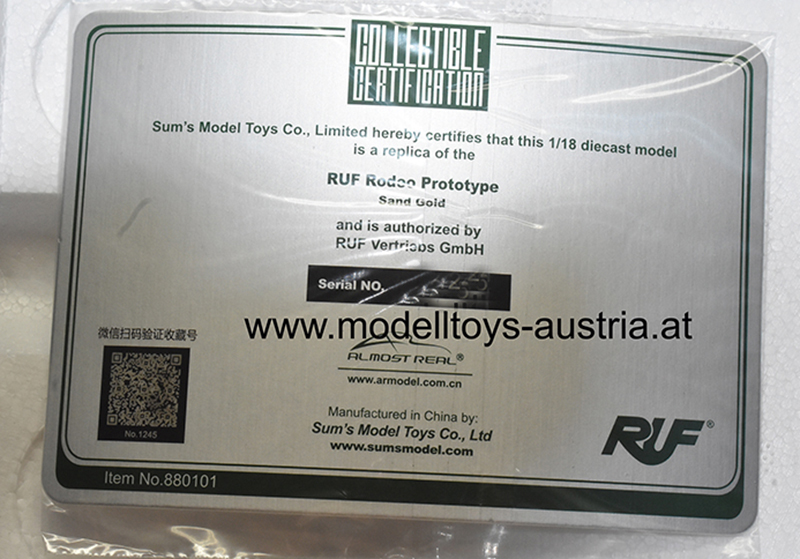 COLLECTIBLE
CERTIFICATION
Sum's Model Toys Co., Limited hereby certifies that this 1/18 diecast model
is a replica of the
RUF Rodeo Prototype
Sand Gold
and is authorized by
RUF Vertriebs GmbH
Serial NO.
www.modelltoys-austria.at
微信扫码验证收藏号
ALMOST REAL®
www.armodel.com.cn
No.1245
Manufactured in China by:
Sum's Model Toys Co., Ltd
www.sumsmodel.com
RUF®
Item No.880101